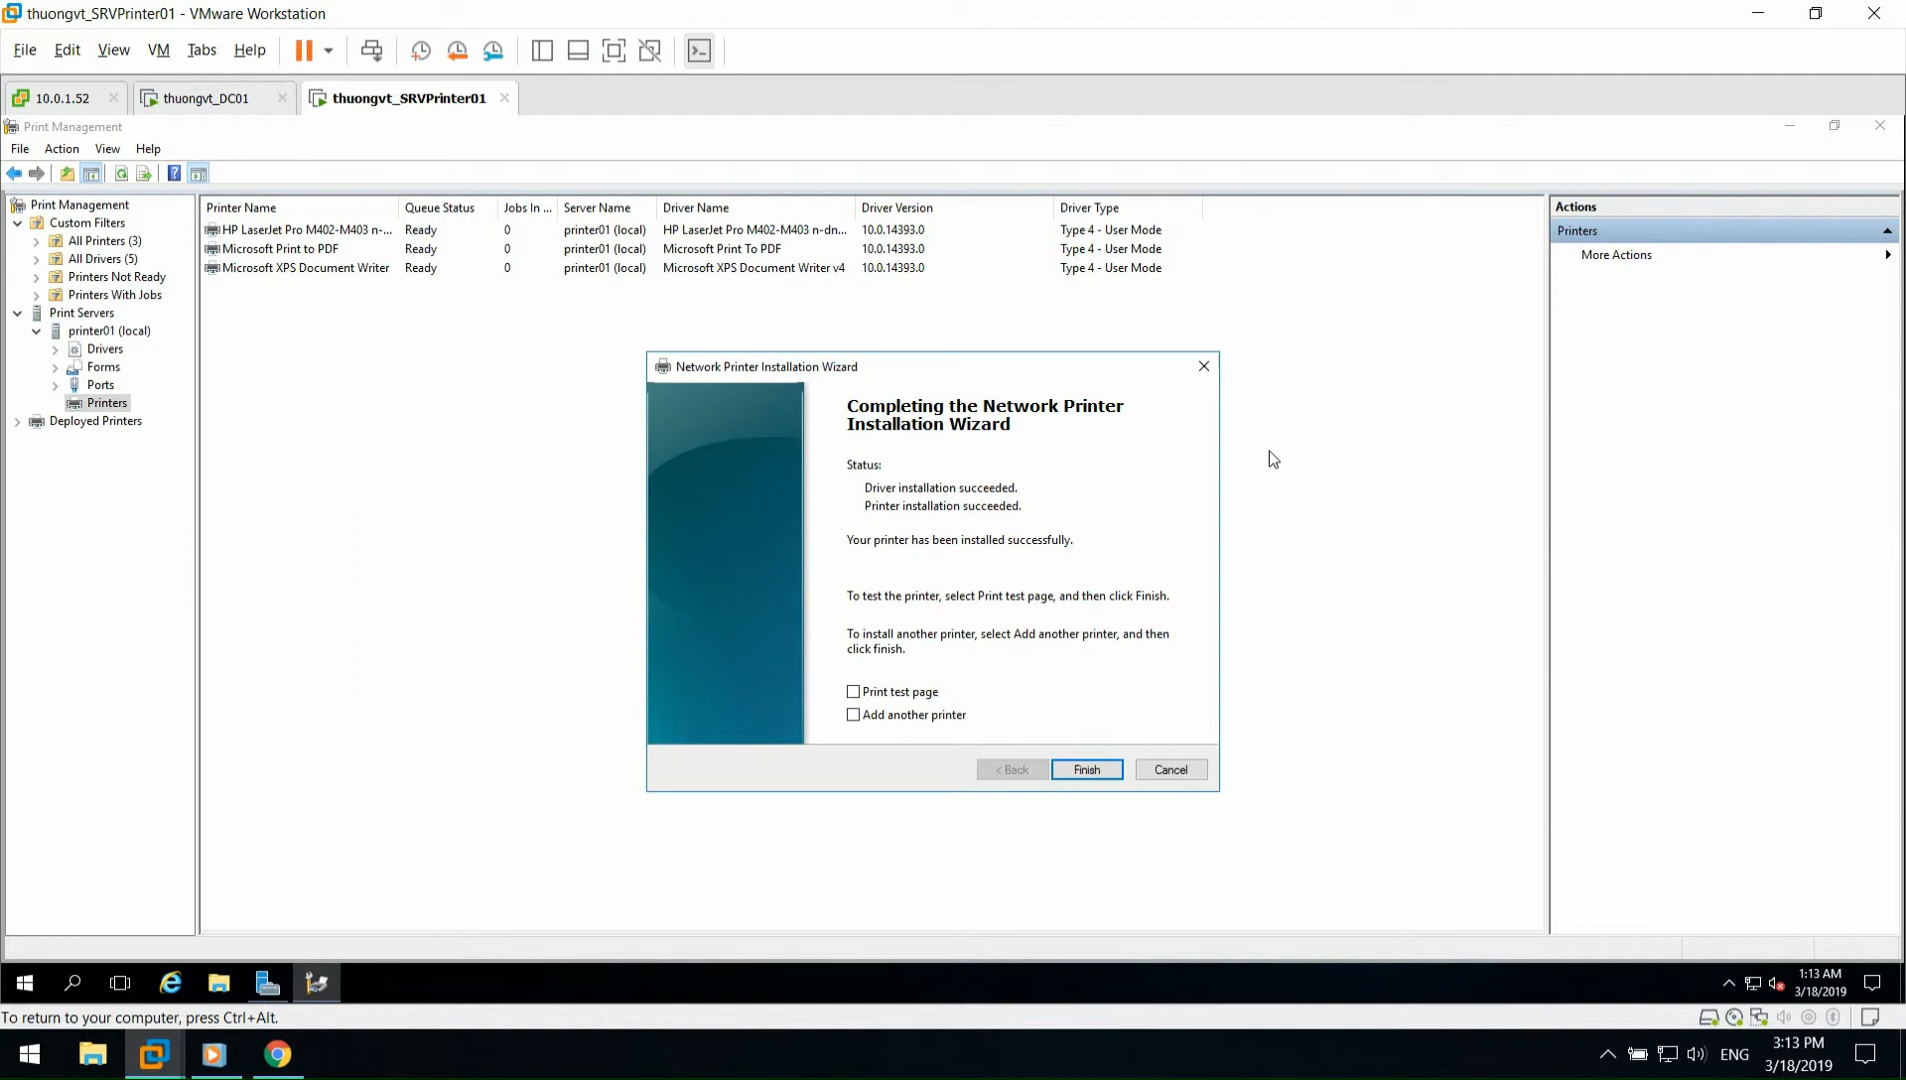 thuongvt_SRVPrinter01 - VMware Workstation
File Edit View VM Tabs Help
10.0.1.52 thuongvt_DC01 thuongvt_SRVPrinter01
Print Management
File Action View Help
Print Management
Custom Filters
All Printers (3)
All Drivers (5)
Printers Not Ready
Printers With Jobs
Print Servers
printer01 (local)
Drivers
Forms
Ports
Printers
Deployed Printers
Printer Name Queue Status Jobs In ... Server Name Driver Name Driver Version Driver Type
HP LaserJet Pro M402-M403 n-... Ready 0 printer01 (local) HP LaserJet Pro M402-M403 n-dn... 10.0.14393.0 Type 4 - User Mode
Microsoft Print to PDF Ready 0 printer01 (local) Microsoft Print To PDF 10.0.14393.0 Type 4 - User Mode
Microsoft XPS Document Writer Ready 0 printer01 (local) Microsoft XPS Document Writer v4 10.0.14393.0 Type 4 - User Mode
Actions
Printers
More Actions
Network Printer Installation Wizard
Completing the Network Printer
Installation Wizard
Status:
Driver installation succeeded.
Printer installation succeeded.
Your printer has been installed successfully.
To test the printer, select Print test page, and then click Finish.
To install another printer, select Add another printer, and then
click finish.
Print test page
Add another printer
< Back Finish Cancel
1:13 AM
3/18/2019
To return to your computer, press Ctrl+Alt.
ENG
3:13 PM
3/18/2019